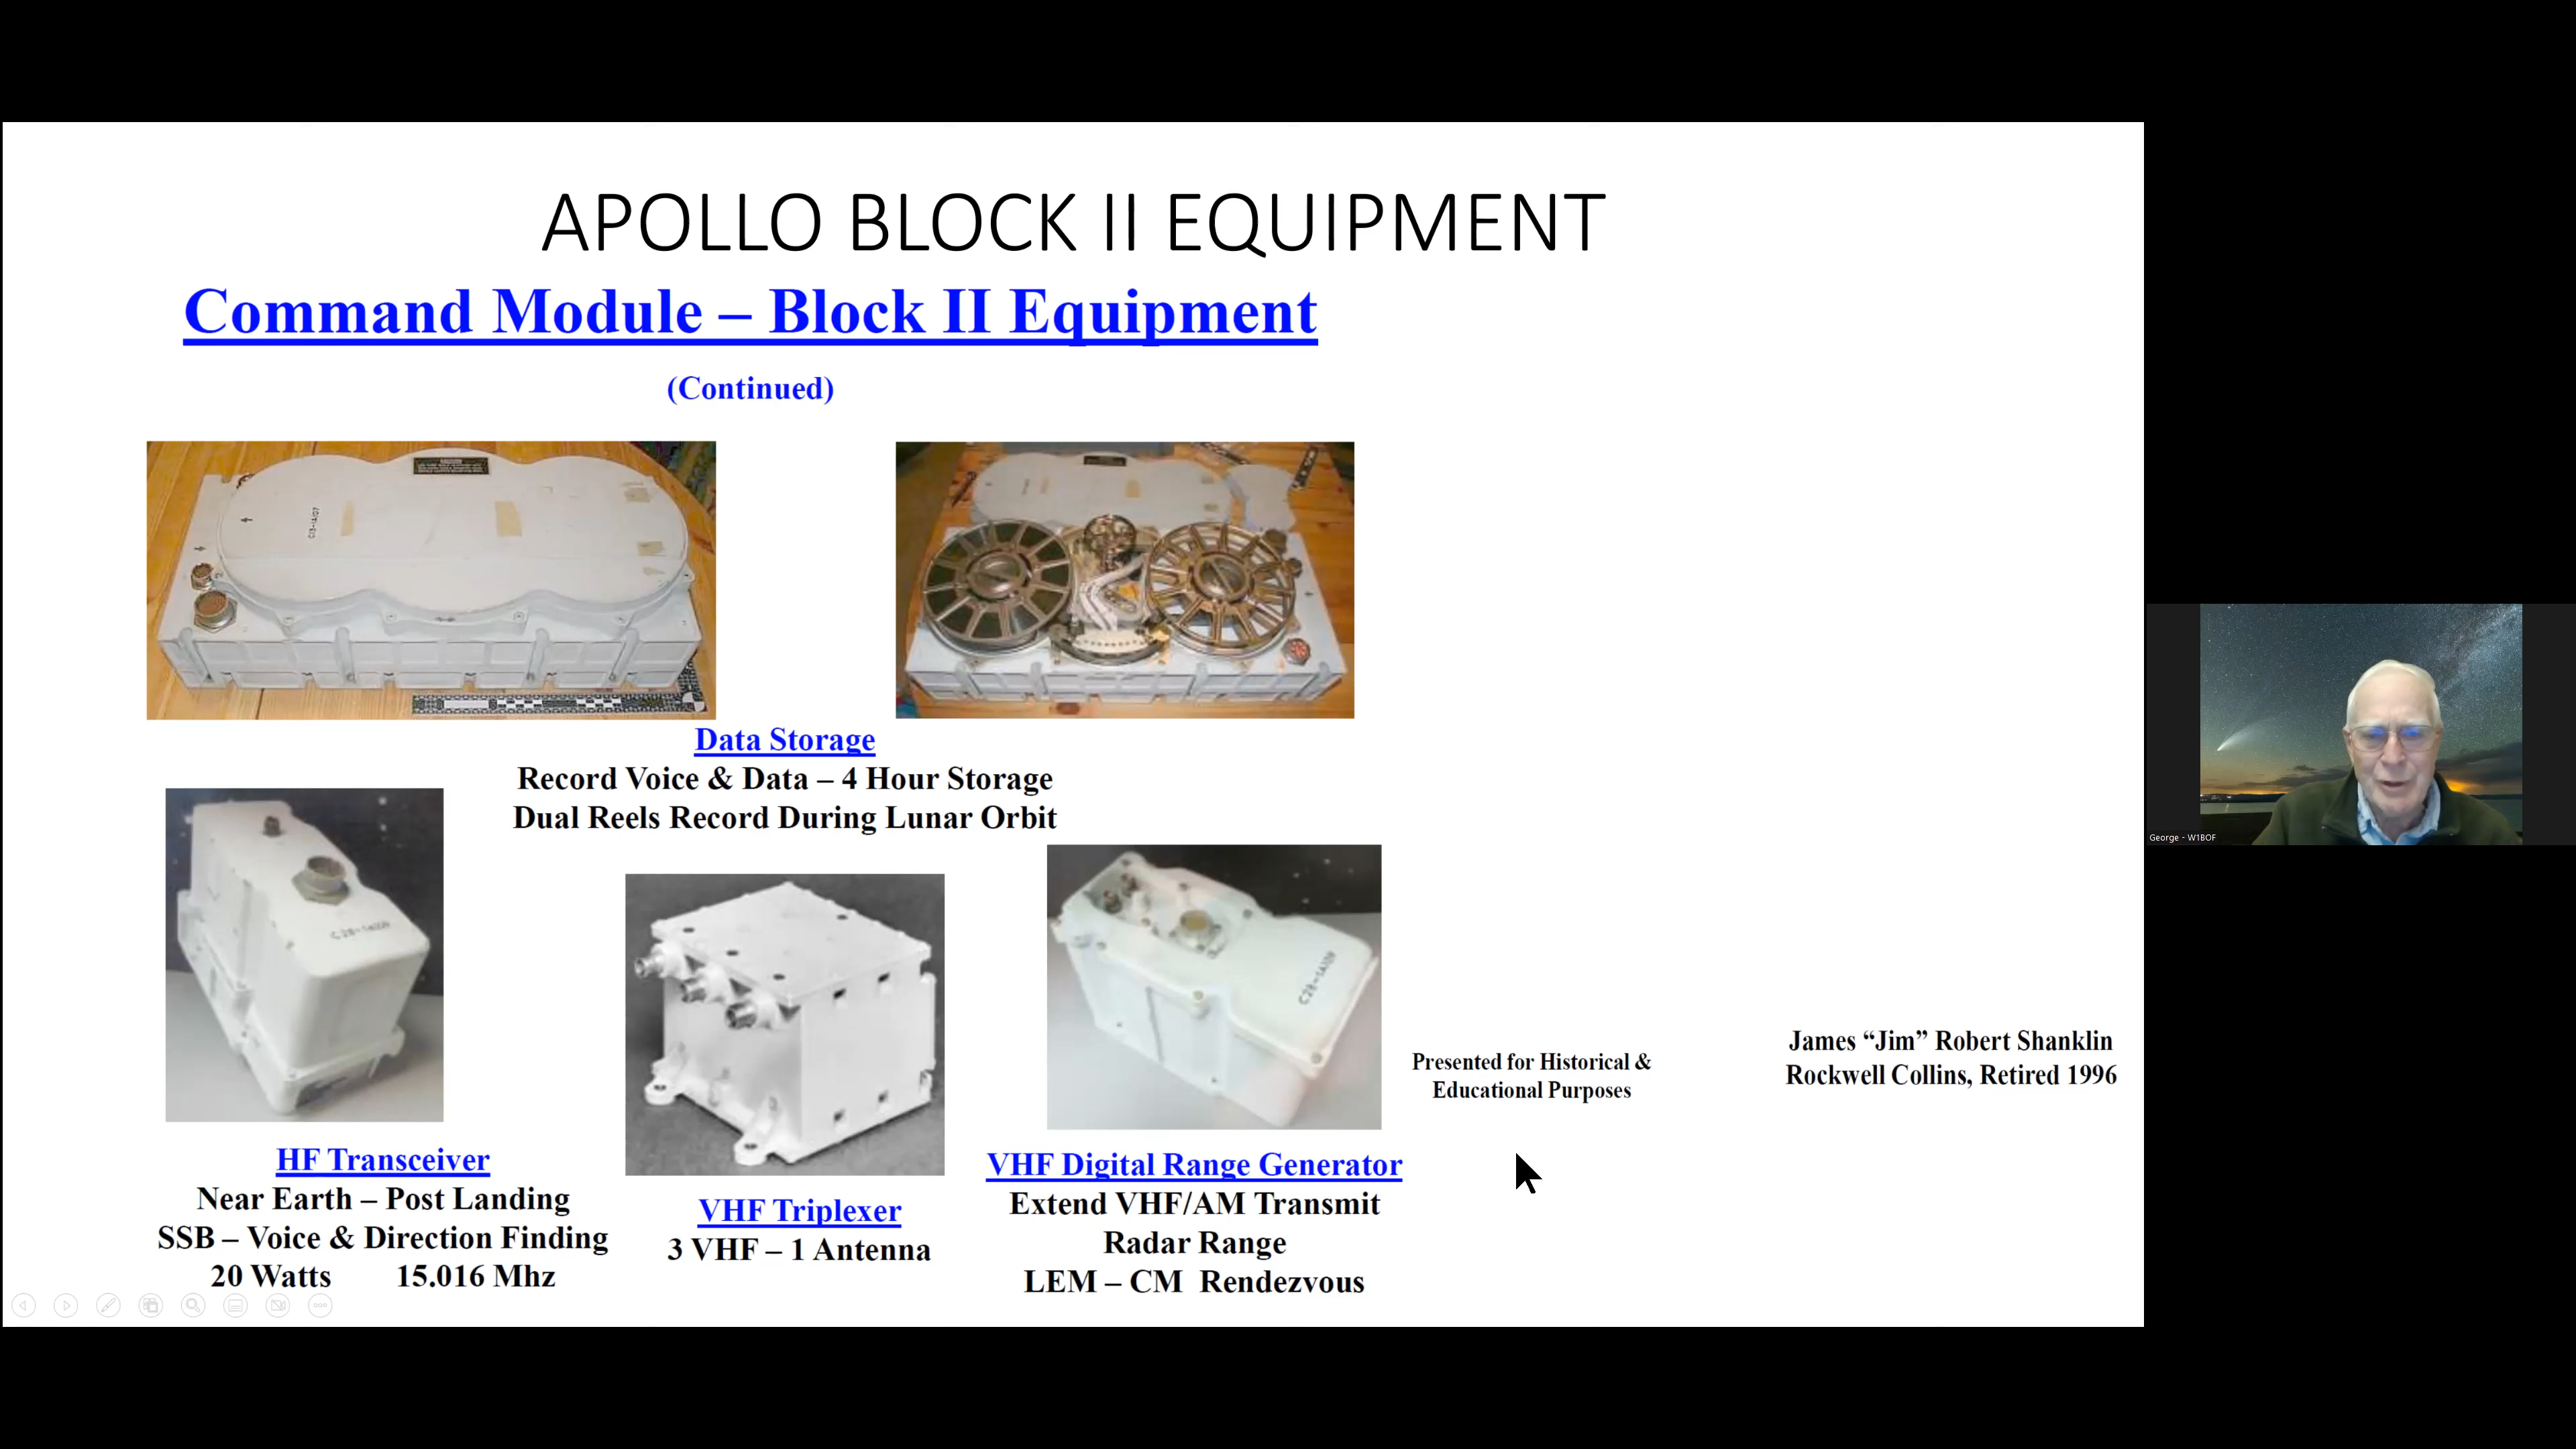 APOLLO BLOCK II EQUIPMENT
Command Module – Block II Equipment
(Continued)
Data Storage
Record Voice & Data – 4 Hour Storage
Dual Reels Record During Lunar Orbit
HF Transceiver
Near Earth – Post Landing
SSB – Voice & Direction Finding
20 Watts 15.016 Mhz
VHF Triplexer
3 VHF – 1 Antenna
VHF Digital Range Generator
Extend VHF/AM Transmit
Radar Range
LEM – CM Rendezvous
Presented for Historical &
Educational Purposes
James “Jim” Robert Shanklin
Rockwell Collins, Retired 1996
George - W1BOF